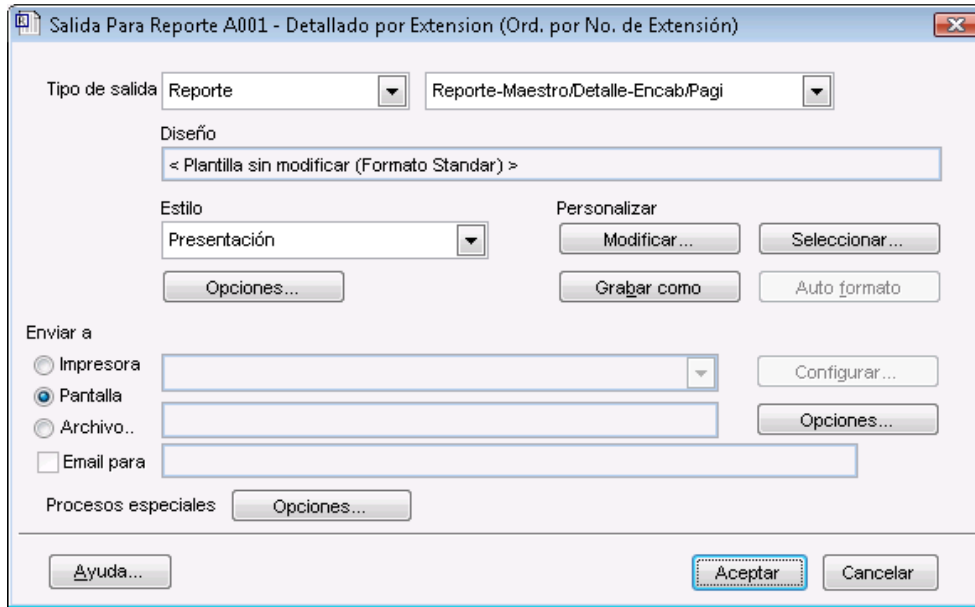 Salida Para Reporte A001 - Detallado por Extension (Ord. por No. de Extensión)
Tipo de salida Reporte Reporte-Maestro/Detalle-Encab/Pagi
Diseño
< Plantilla sin modificar (Formato Standar) >
Estilo Personalizar
Presentación Modificar... Seleccionar...
Opciones... Grabar como Auto formato
Enviar a
Impresora Configurar...
Pantalla
Archivo.. Opciones...
Email para
Procesos especiales Opciones...
Ayuda... Aceptar Cancelar